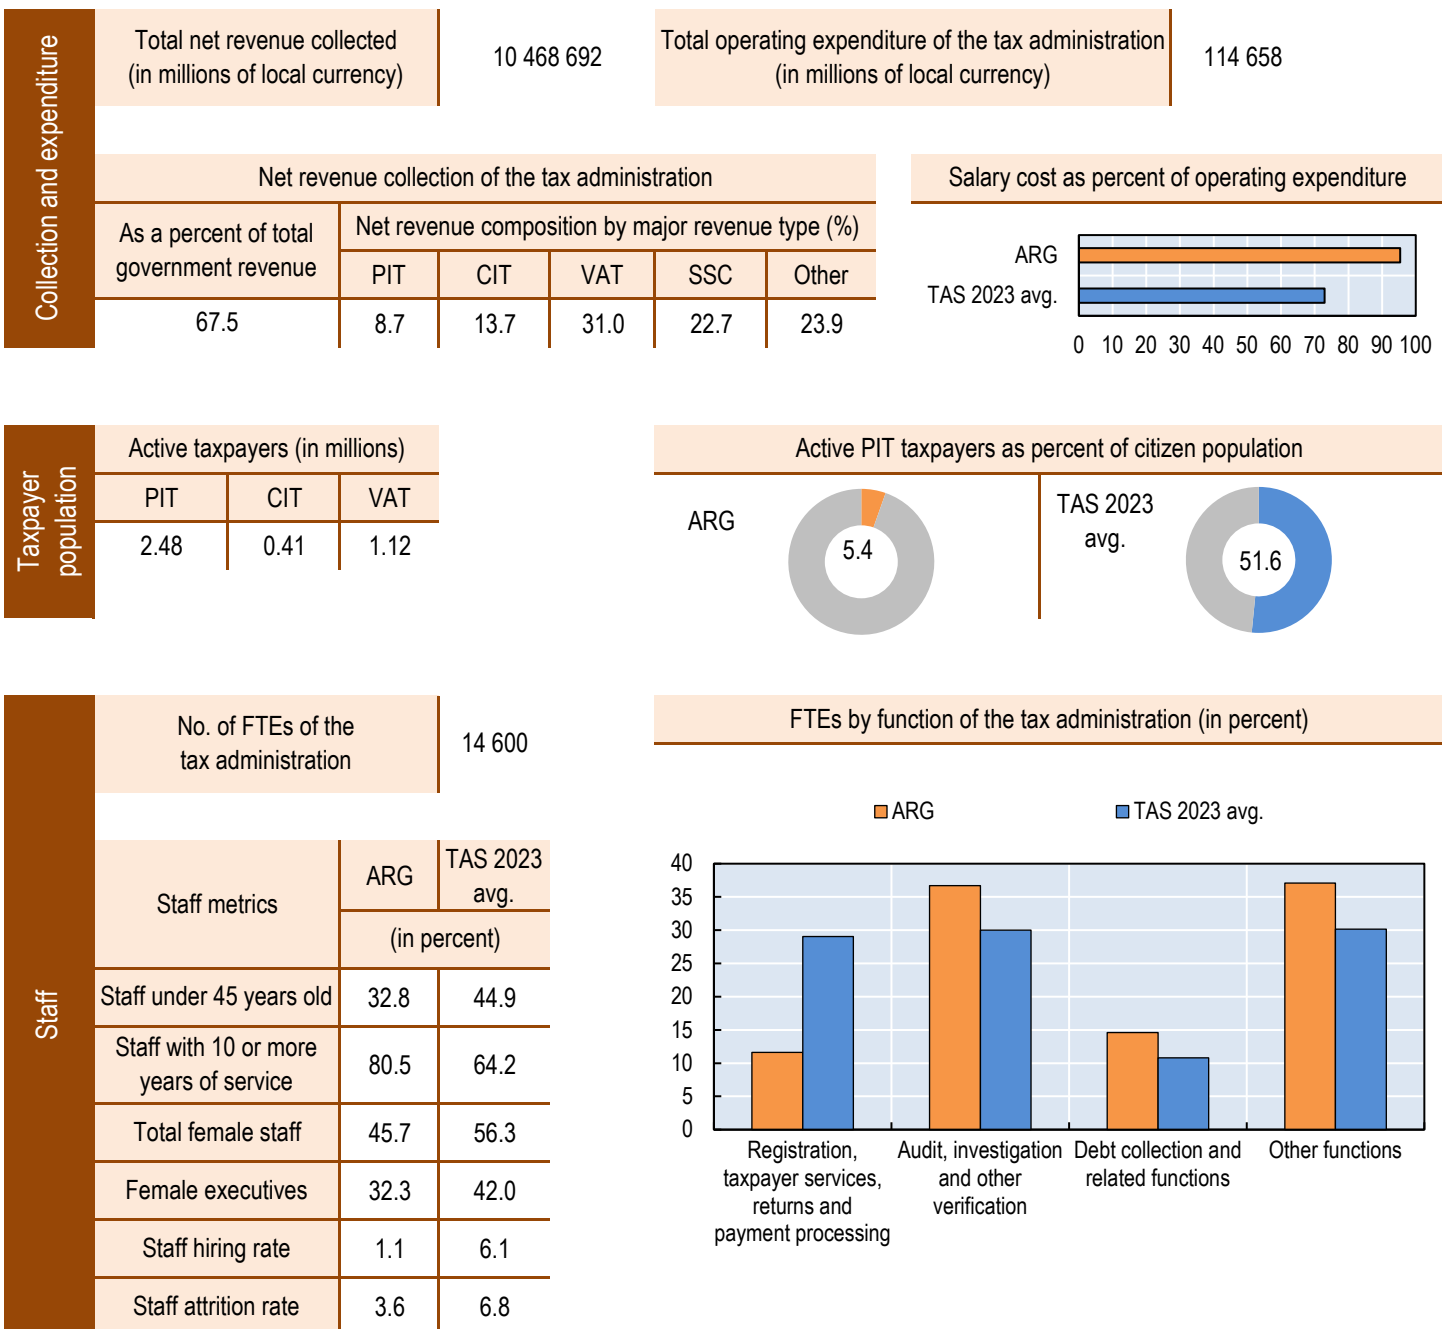 Collection and expenditure
Total net revenue collected
(in millions of local currency)
10 468 692
Total operating expenditure of the tax administration
(in millions of local currency)
114 658
Net revenue collection of the tax administration
As a percent of total
government revenue
Net revenue composition by major revenue type (%)
PIT CIT VAT SSC Other
67.5 8.7 13.7 31.0 22.7 23.9
Salary cost as percent of operating expenditure
ARG
TAS 2023 avg.
0 10 20 30 40 50 60 70 80 90 100
Taxpayer
population
Active taxpayers (in millions)
PIT CIT VAT
2.48 0.41 1.12
Active PIT taxpayers as percent of citizen population
ARG
5.4
TAS 2023
avg.
51.6
Staff
No. of FTEs of the
tax administration
14 600
Staff metrics
ARG
TAS 2023
avg.
(in percent)
Staff under 45 years old 32.8 44.9
Staff with 10 or more
years of service
80.5 64.2
Total female staff 45.7 56.3
Female executives 32.3 42.0
Staff hiring rate 1.1 6.1
Staff attrition rate 3.6 6.8
FTEs by function of the tax administration (in percent)
ARG TAS 2023 avg.
40
35
30
25
20
15
10
5
0
Registration,
taxpayer services,
returns and
payment processing
Audit, investigation
and other
verification
Debt collection and
related functions
Other functions